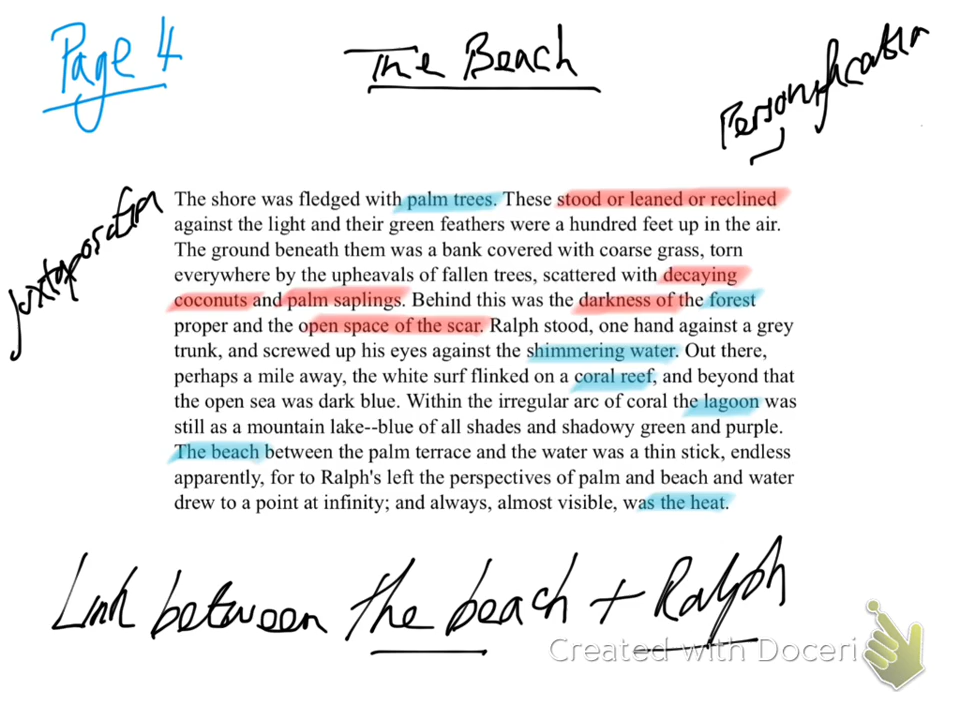 Page 4
The Beach
Personification
Juxtaposition
The shore was fledged with palm trees. These stood or leaned or reclined
against the light and their green feathers were a hundred feet up in the air.
The ground beneath them was a bank covered with coarse grass, torn
everywhere by the upheavals of fallen trees, scattered with decaying
coconuts and palm saplings. Behind this was the darkness of the forest
proper and the open space of the scar. Ralph stood, one hand against a grey
trunk, and screwed up his eyes against the shimmering water. Out there,
perhaps a mile away, the white surf flinked on a coral reef, and beyond that
the open sea was dark blue. Within the irregular arc of coral the lagoon was
still as a mountain lake--blue of all shades and shadowy green and purple.
The beach between the palm terrace and the water was a thin stick, endless
apparently, for to Ralph's left the perspectives of palm and beach and water
drew to a point at infinity; and always, almost visible, was the heat.
Link between the beach + Ralph
Created with Doceri